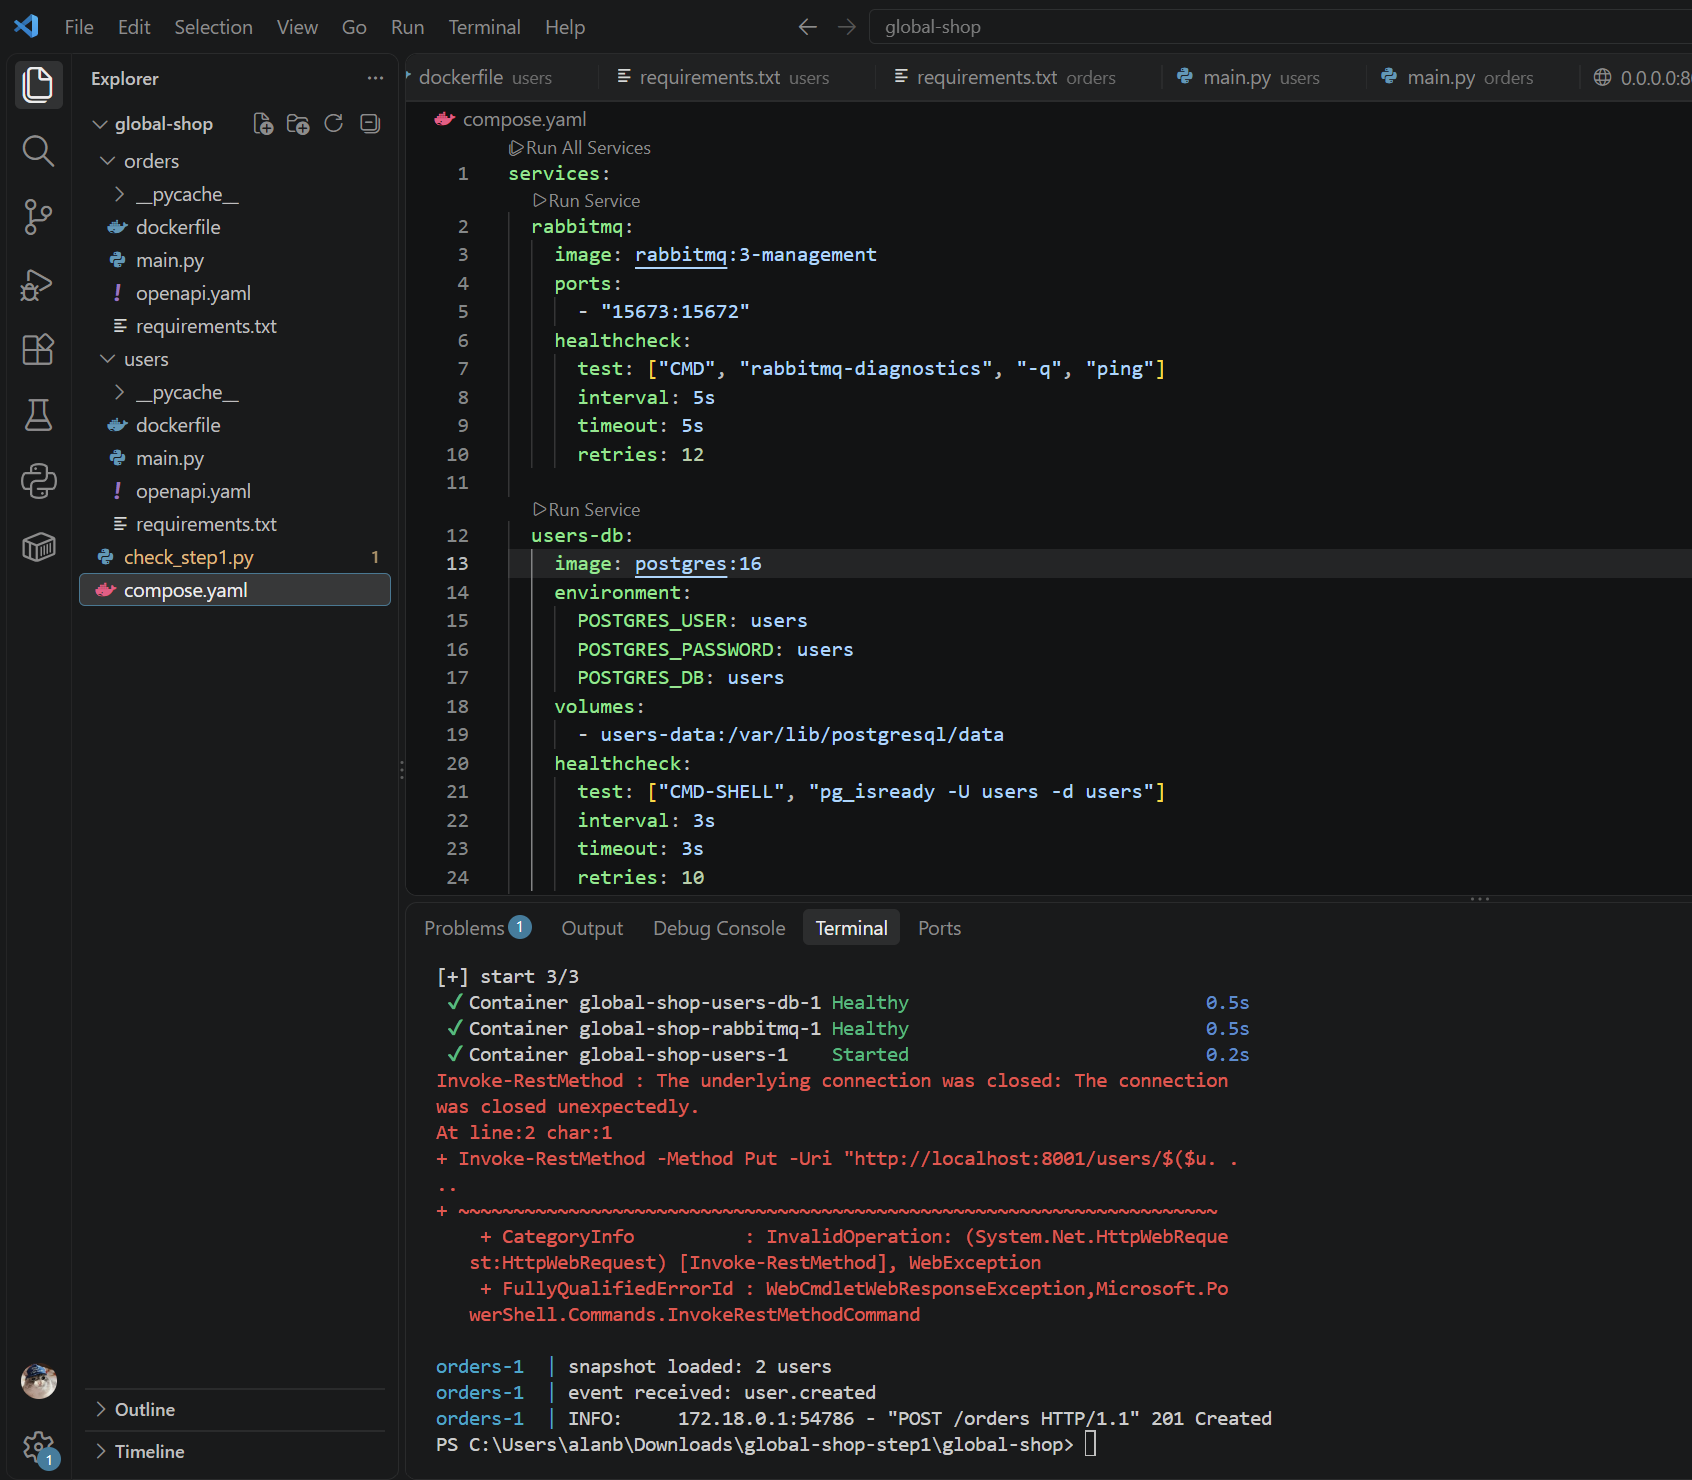 File Edit Selection View Go Run Terminal Help
global-shop
Explorer
global-shop
orders
__pycache__
dockerfile
main.py
openapi.yaml
requirements.txt
users
__pycache__
dockerfile
main.py
openapi.yaml
requirements.txt
check_step1.py 1
compose.yaml
Outline
Timeline
1
dockerfile users requirements.txt users requirements.txt orders main.py users main.py orders 0.0.0.0:8
compose.yaml
Run All Services
1 services:
Run Service
2 rabbitmq:
3 image: rabbitmq:3-management
4 ports:
5 - "15673:15672"
6 healthcheck:
7 test: ["CMD", "rabbitmq-diagnostics", "-q", "ping"]
8 interval: 5s
9 timeout: 5s
10 retries: 12
11
Run Service
12 users-db:
13 image: postgres:16
14 environment:
15 POSTGRES_USER: users
16 POSTGRES_PASSWORD: users
17 POSTGRES_DB: users
18 volumes:
19 - users-data:/var/lib/postgresql/data
20 healthcheck:
21 test: ["CMD-SHELL", "pg_isready -U users -d users"]
22 interval: 3s
23 timeout: 3s
24 retries: 10
Problems 1 Output Debug Console Terminal Ports
[+] start 3/3
✓ Container global-shop-users-db-1 Healthy 0.5s
✓ Container global-shop-rabbitmq-1 Healthy 0.5s
✓ Container global-shop-users-1 Started 0.2s
Invoke-RestMethod : The underlying connection was closed: The connection
was closed unexpectedly.
At line:2 char:1
+ Invoke-RestMethod -Method Put -Uri "http://localhost:8001/users/$($u. .
..
+ ~~~~~~~~~~~~~~~~~~~~~~~~~~~~~~~~~~~~~~~~~~~~~~~~~~~~~~~~~~~~~~~~~~~~~
+ CategoryInfo : InvalidOperation: (System.Net.HttpWebReque
st:HttpWebRequest) [Invoke-RestMethod], WebException
+ FullyQualifiedErrorId : WebCmdletWebResponseException,Microsoft.Po
werShell.Commands.InvokeRestMethodCommand
orders-1 | snapshot loaded: 2 users
orders-1 | event received: user.created
orders-1 | INFO: 172.18.0.1:54786 - "POST /orders HTTP/1.1" 201 Created
PS C:\Users\alanb\Downloads\global-shop-step1\global-shop>